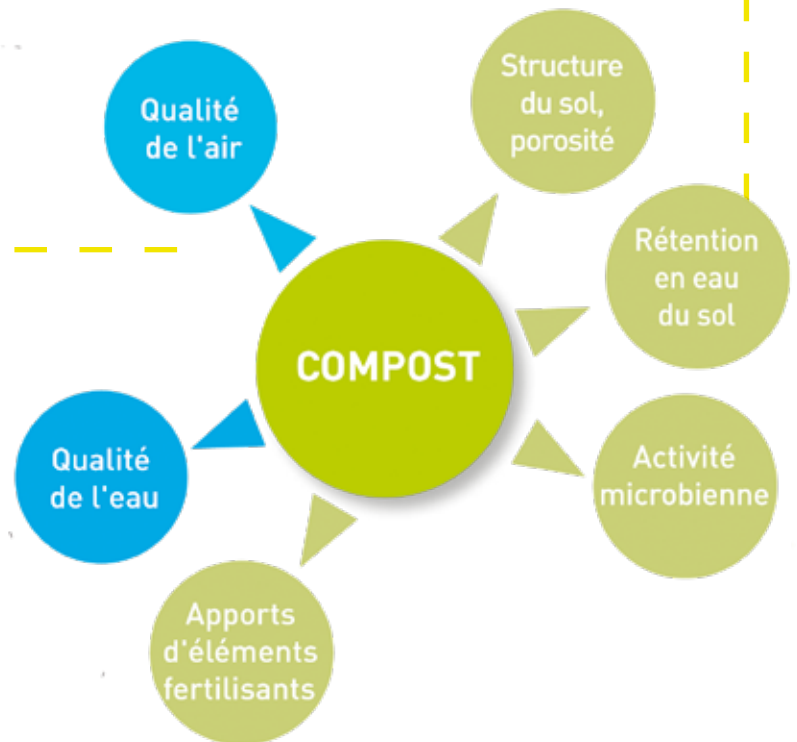 Structure
du sol,
porosité
Qualité
de l'air
Rétention
en eau
du sol
COMPOST
Activité
microbienne
Qualité
de l'eau
Apports
d'éléments
fertilisants